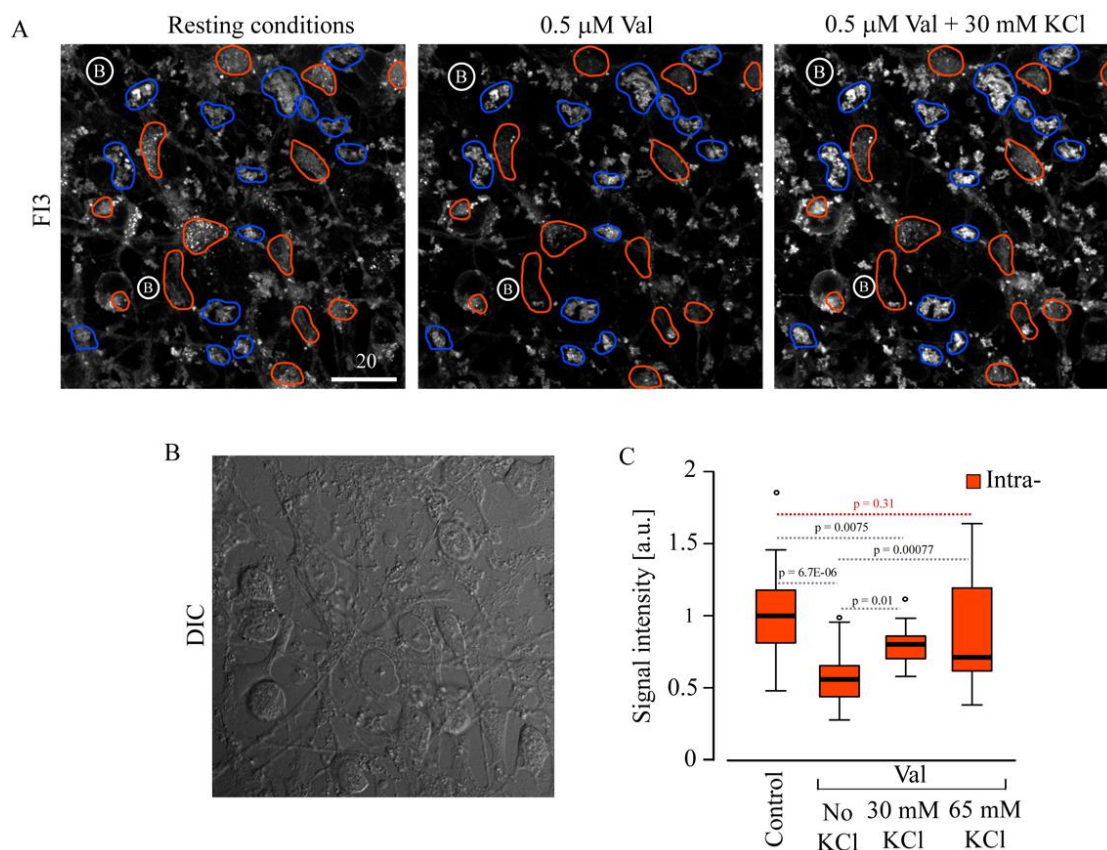 A
Resting conditions
0.5 μM Val
0.5 μM Val + 30 mM KCl
FI3
B
B
B
B
B
B
20
B
DIC
C
Signal intensity [a.u.]
2
1.5
1
0.5
0
Intra-
p = 0.31
p = 0.0075
p = 0.00077
p = 6.7E-06
p = 0.01
Control
Val
No KCl
30 mM KCl
65 mM KCl